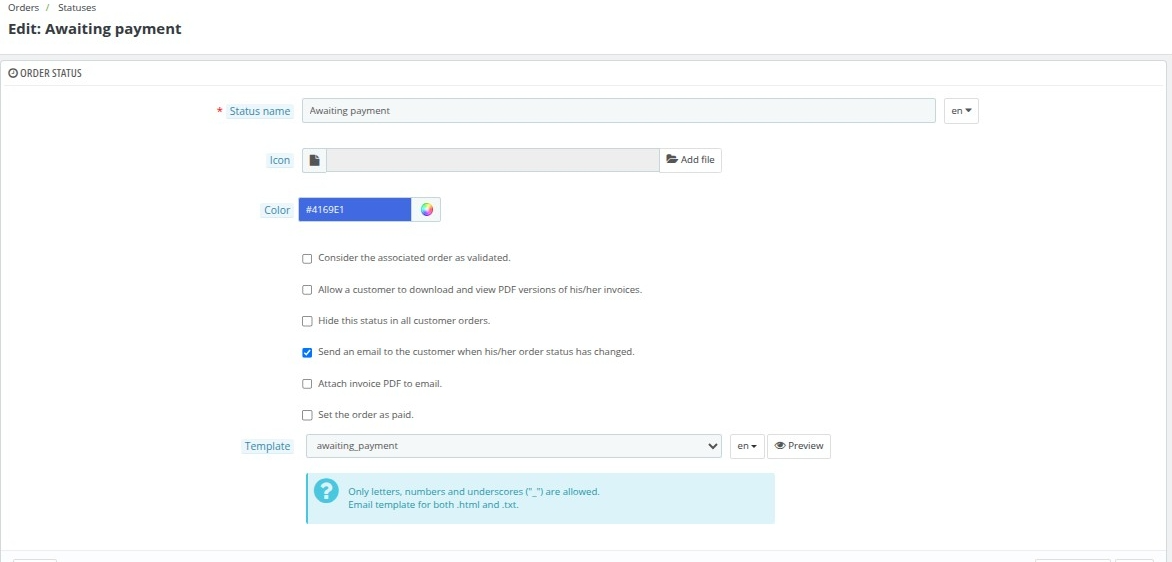 Orders / Statuses
Edit: Awaiting payment
ORDER STATUS
* Status name Awaiting payment en
Icon Add file
Color #4169E1
Consider the associated order as validated.
Allow a customer to download and view PDF versions of his/her invoices.
Hide this status in all customer orders.
Send an email to the customer when his/her order status has changed.
Attach invoice PDF to email.
Set the order as paid.
Template awaiting_payment en Preview
? Only letters, numbers and underscores ("_") are allowed.
Email template for both .html and .txt.